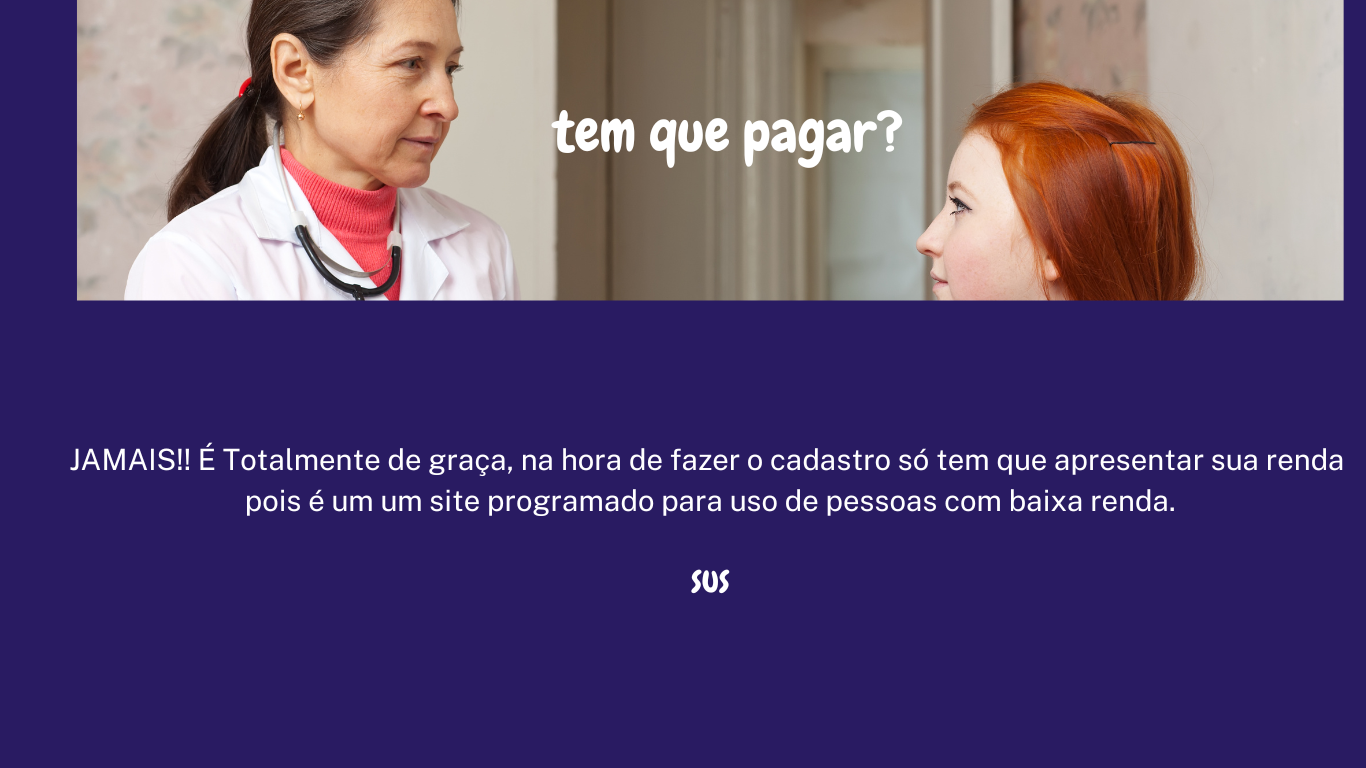 tem que pagar?
JAMAIS!! É Totalmente de graça, na hora de fazer o cadastro só tem que apresentar sua renda
pois é um um site programado para uso de pessoas com baixa renda.
sus